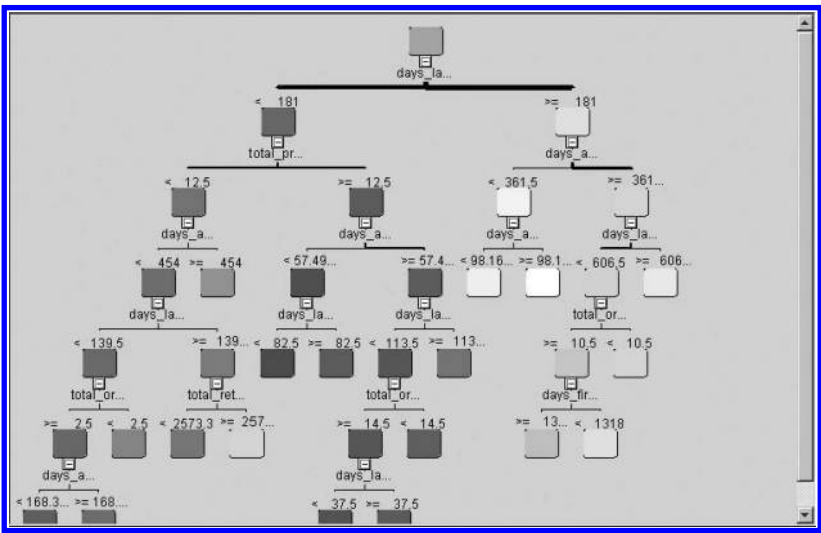 days_la...
< 181 >= 181
total_pr... days_a...
< 12,5 >= 12,5 < 361,5 >= 361...
days_a... days_a... days_a... days_la...
< 454 >= 454 < 57.49... >= 57.4... < 98.16... >= 98.1... < 606,5 >= 606...
days_la... days_la... days_la... total_or...
< 139,5 >= 139... < 82,5 >= 82,5 < 113,5 >= 113... >= 10,5 < 10,5
total_or... total_ret... total_or... days_fir...
>= 2,5 < 2,5 < 2573,3 >= 257... >= 14,5 < 14,5 >= 13... < 1318
days_a... days_la...
< 168.3... >= 168.... < 37,5 >= 37,5